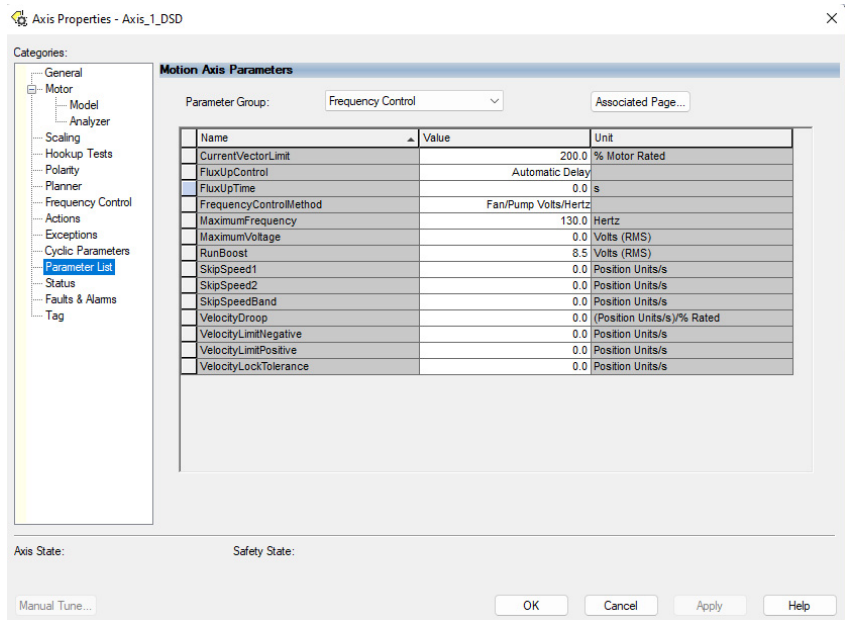 Axis Properties - Axis_1_DSD
Categories:
General
Motor
Model
Analyzer
Scaling
Hookup Tests
Polarity
Planner
Frequency Control
Actions
Exceptions
Cyclic Parameters
Parameter List
Status
Faults & Alarms
Tag
Motion Axis Parameters
Parameter Group: Frequency Control Associated Page...
Name Value Unit
CurrentVectorLimit 200.0 % Motor Rated
FluxUpControl Automatic Delay
FluxUpTime 0.0 s
FrequencyControlMethod Fan/Pump Volts/Hertz
MaximumFrequency 130.0 Hertz
MaximumVoltage 0.0 Volts (RMS)
RunBoost 8.5 Volts (RMS)
SkipSpeed1 0.0 Position Units/s
SkipSpeed2 0.0 Position Units/s
SkipSpeedBand 0.0 Position Units/s
VelocityDroop 0.0 (Position Units/s)/% Rated
VelocityLimitNegative 0.0 Position Units/s
VelocityLimitPositive 0.0 Position Units/s
VelocityLockTolerance 0.0 Position Units/s
Axis State: Safety State:
Manual Tune... OK Cancel Apply Help